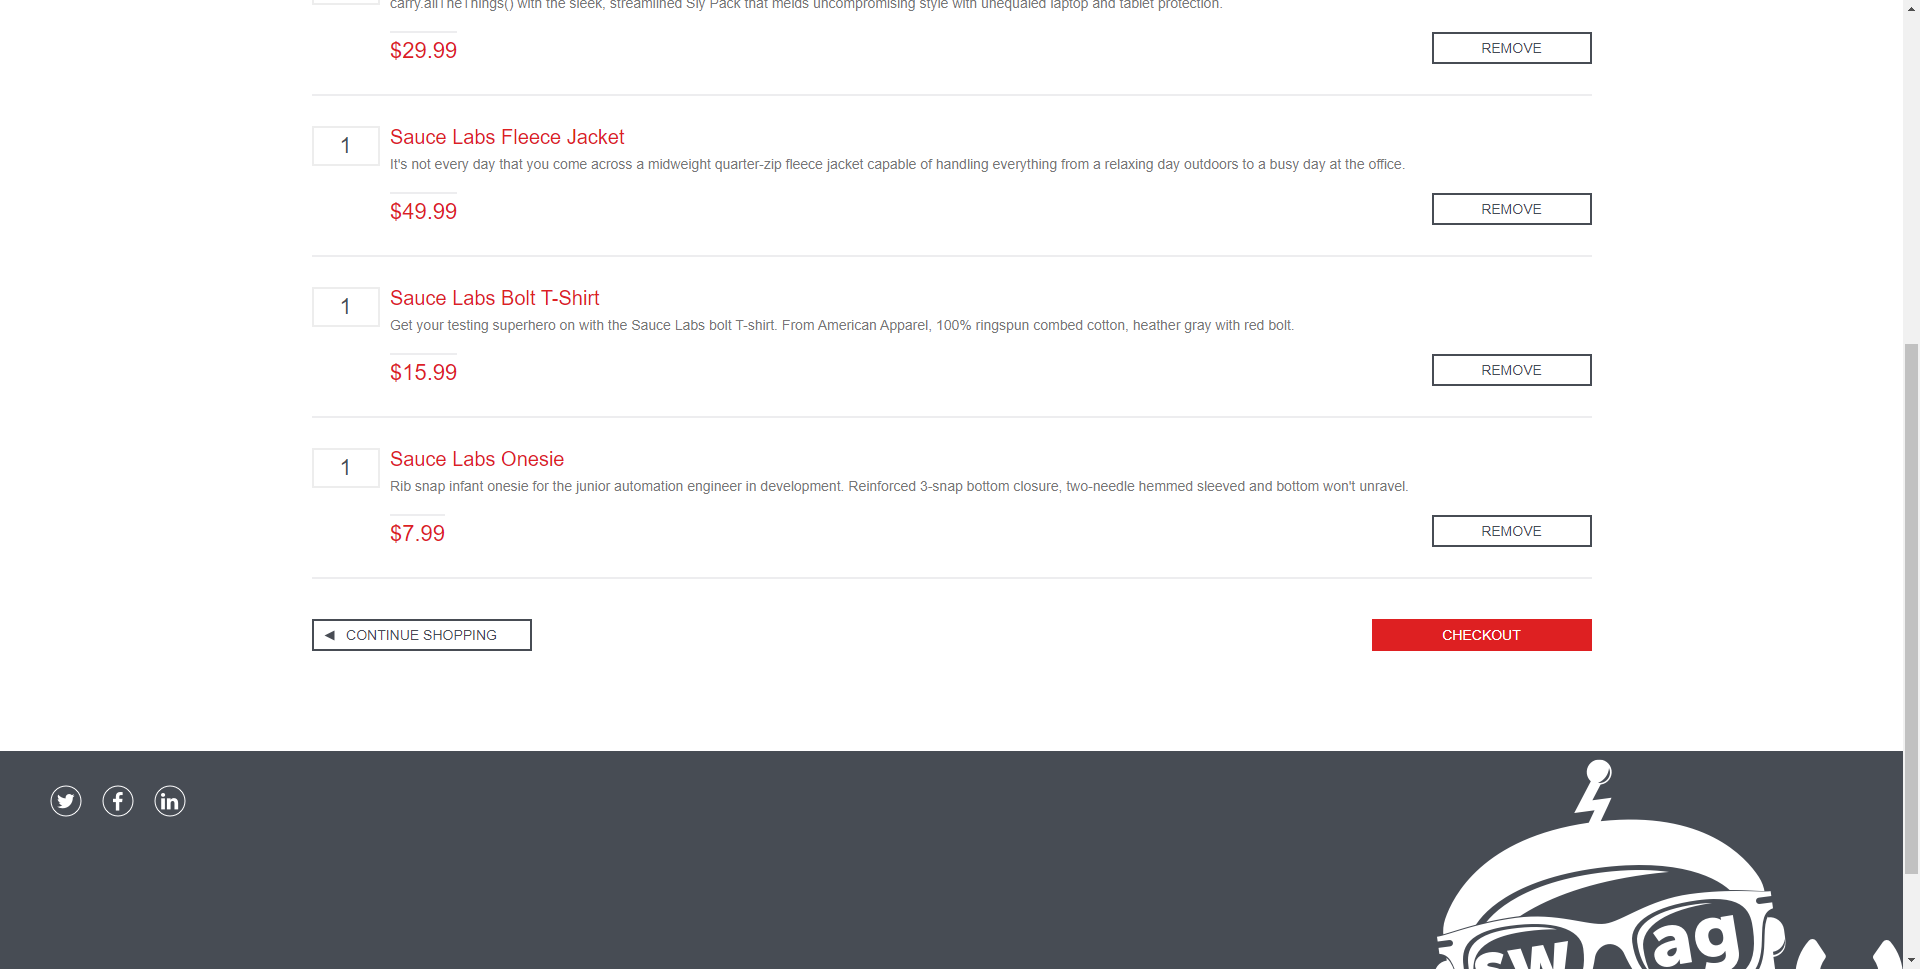 carry.allTheThings() with the sleek, streamlined Sly Pack that melds uncompromising style with unequaled laptop and tablet protection.
$29.99
REMOVE
1
Sauce Labs Fleece Jacket
It's not every day that you come across a midweight quarter-zip fleece jacket capable of handling everything from a relaxing day outdoors to a busy day at the office.
$49.99
REMOVE
1
Sauce Labs Bolt T-Shirt
Get your testing superhero on with the Sauce Labs bolt T-shirt. From American Apparel, 100% ringspun combed cotton, heather gray with red bolt.
$15.99
REMOVE
1
Sauce Labs Onesie
Rib snap infant onesie for the junior automation engineer in development. Reinforced 3-snap bottom closure, two-needle hemmed sleeved and bottom won't unravel.
$7.99
REMOVE
CONTINUE SHOPPING
CHECKOUT
sw ag